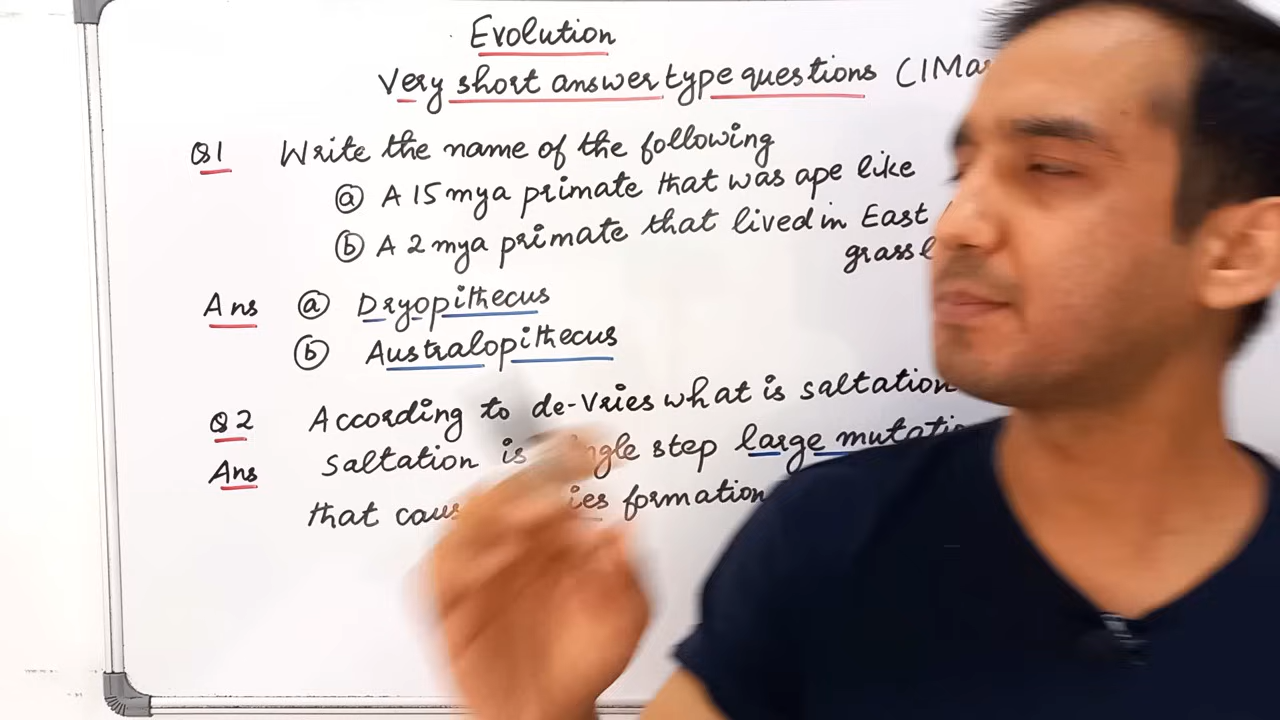 Evolution
Very short answer type questions (1Ma
Q1 Write the name of the following
(a) A 15 mya primate that was ape like
(b) A 2 mya primate that lived in East
grassl
Ans (a) Dryopithecus
(b) Australopithecus
Q2 According to de-Vries what is saltation
Ans Saltation is step large mutatio
that caus ies formation